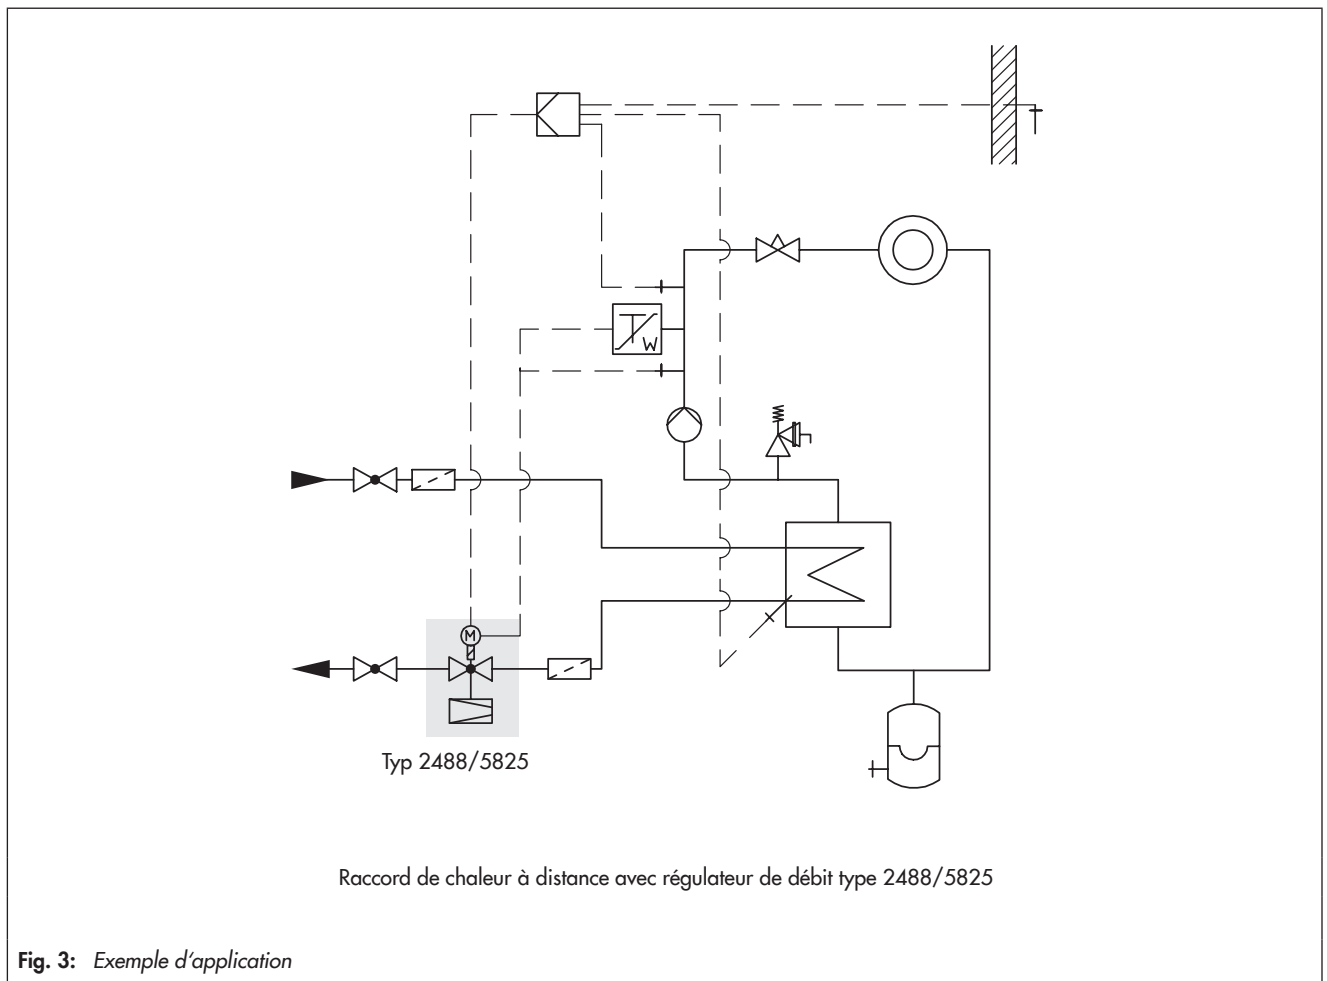 W
M
Typ 2488/5825
Raccord de chaleur à distance avec régulateur de débit type 2488/5825
Fig. 3: Exemple d‘application